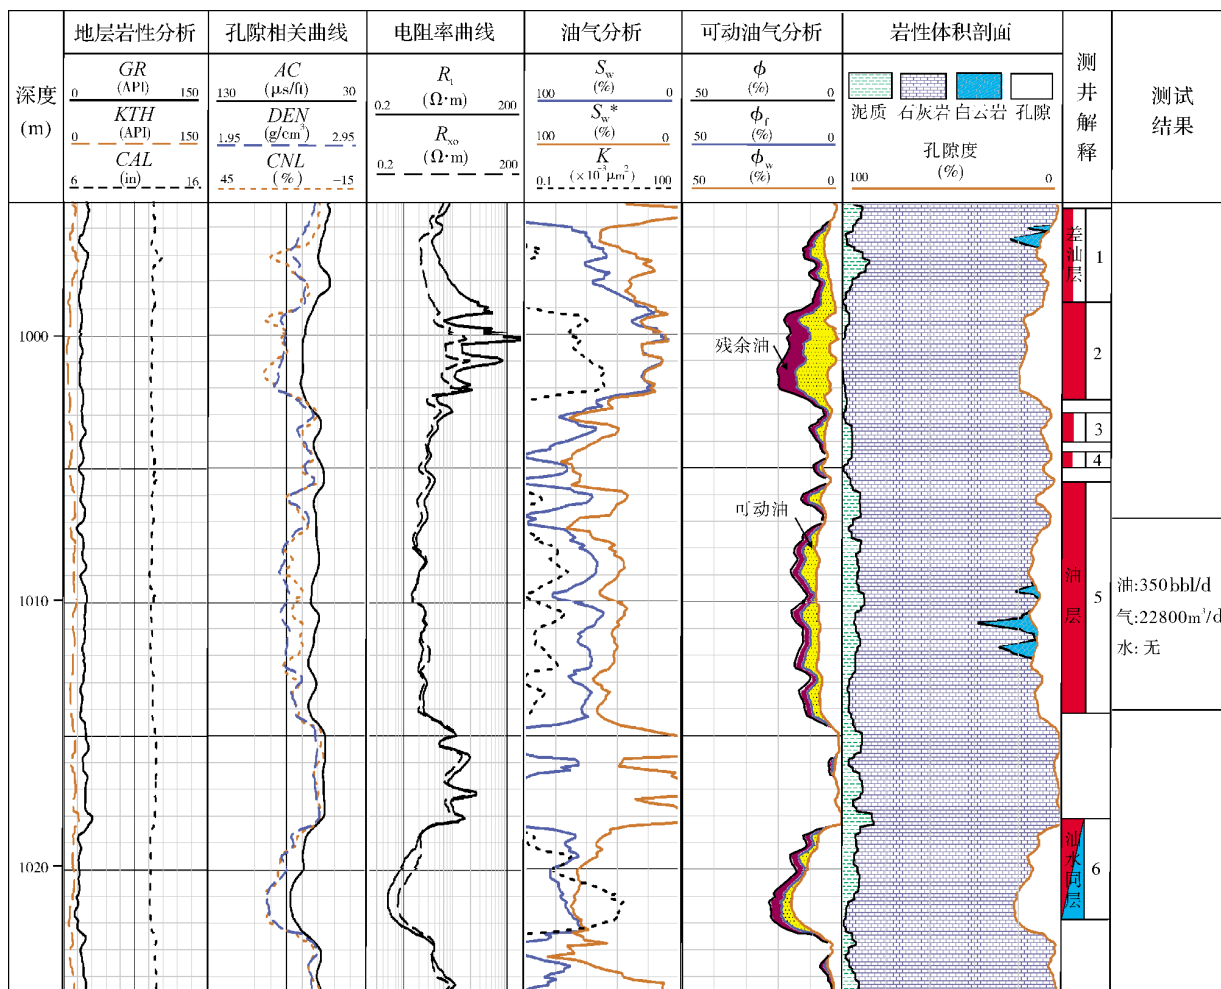 地层岩性分析 孔隙相关曲线 电阻率曲线 油气分析 可动油气分析 岩性体积剖面
深度
(m)
GR
(API)
0 150
KTH
(API)
0 150
CAL
(in)
6 16
AC
(μs/ft)
130 30
DEN
(g/cm³)
1.95 2.95
CNL
(%)
45 -15
(Ω·m)
0.2 200
Rxo
(Ω·m)
0.2 200
Sw
(%)
100 0
Sw*
(%)
100 0
K
(×10⁻³μm²)
0.1 100
ϕ
(%)
50 0
ϕf
(%)
50 0
ϕw
(%)
50 0
泥质 石灰岩 白云岩 孔隙
孔隙度
(%)
100 0
测井解释
测试
结果
差油层 1
1000
残余油
2
3
4
可动油
油层 5
1010
油:350bbl/d
气:22800m³/d
水:无
油水同层 6
1020